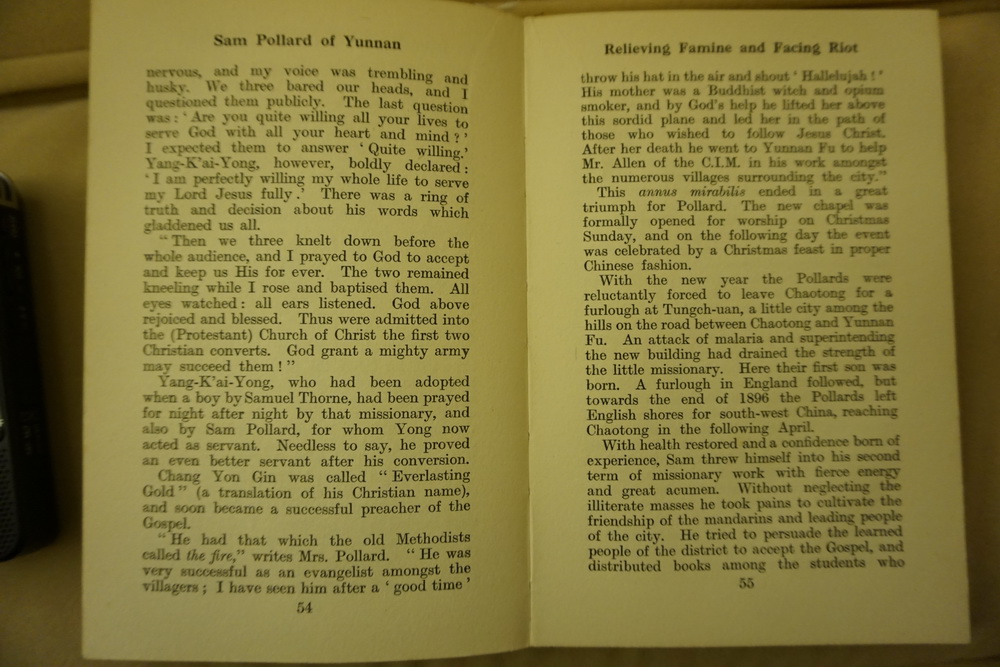 Sam Pollard of Yunnan
nervous, and my voice was trembling and
husky. We three bared our heads, and I
questioned them publicly. The last question
was: ‘Are you quite willing all your lives to
serve God with all your heart and mind?’
I expected them to answer ‘Quite willing.’
Yang-K’ai-Yong, however, boldly declared:
‘I am perfectly willing my whole life to serve
my Lord Jesus fully.’ There was a ring of
truth and decision about his words which
gladdened us all.
“Then we three knelt down before the
whole audience, and I prayed to God to accept
and keep us His for ever. The two remained
kneeling while I rose and baptised them. All
eyes watched: all ears listened. God above
rejoiced and blessed. Thus were admitted into
the (Protestant) Church of Christ the first two
Christian converts. God grant a mighty army
may succeed them!”
Yang-K’ai-Yong, who had been adopted
when a boy by Samuel Thorne, had been prayed
for night after night by that missionary, and
also by Sam Pollard, for whom Yong now
acted as servant. Needless to say, he proved
an even better servant after his conversion.
Chang Yon Gin was called “Everlasting
Gold” (a translation of his Christian name),
and soon became a successful preacher of the
Gospel.
“He had that which the old Methodists
called the fire,” writes Mrs. Pollard. “He was
very successful as an evangelist amongst the
villagers; I have seen him after a ‘good time’
54
Relieving Famine and Facing Riot
throw his hat in the air and shout ‘Hallelujah!’
His mother was a Buddhist witch and opium
smoker, and by God’s help he lifted her above
this sordid plane and led her in the path of
those who wished to follow Jesus Christ.
After her death he went to Yunnan Fu to help
Mr. Allen of the C.I.M. in his work amongst
the numerous villages surrounding the city.”
This annus mirabilis ended in a great
triumph for Pollard. The new chapel was
formally opened for worship on Christmas
Sunday, and on the following day the event
was celebrated by a Christmas feast in proper
Chinese fashion.
With the new year the Pollards were
reluctantly forced to leave Chaotong for a
furlough at Tungch-uan, a little city among the
hills on the road between Chaotong and Yunnan
Fu. An attack of malaria and superintending
the new building had drained the strength of
the little missionary. Here their first son was
born. A furlough in England followed, but
towards the end of 1896 the Pollards left
English shores for south-west China, reaching
Chaotong in the following April.
With health restored and a confidence born of
experience, Sam threw himself into his second
term of missionary work with fierce energy
and great acumen. Without neglecting the
illiterate masses he took pains to cultivate the
friendship of the mandarins and leading people
of the city. He tried to persuade the learned
people of the district to accept the Gospel, and
distributed books among the students who
55